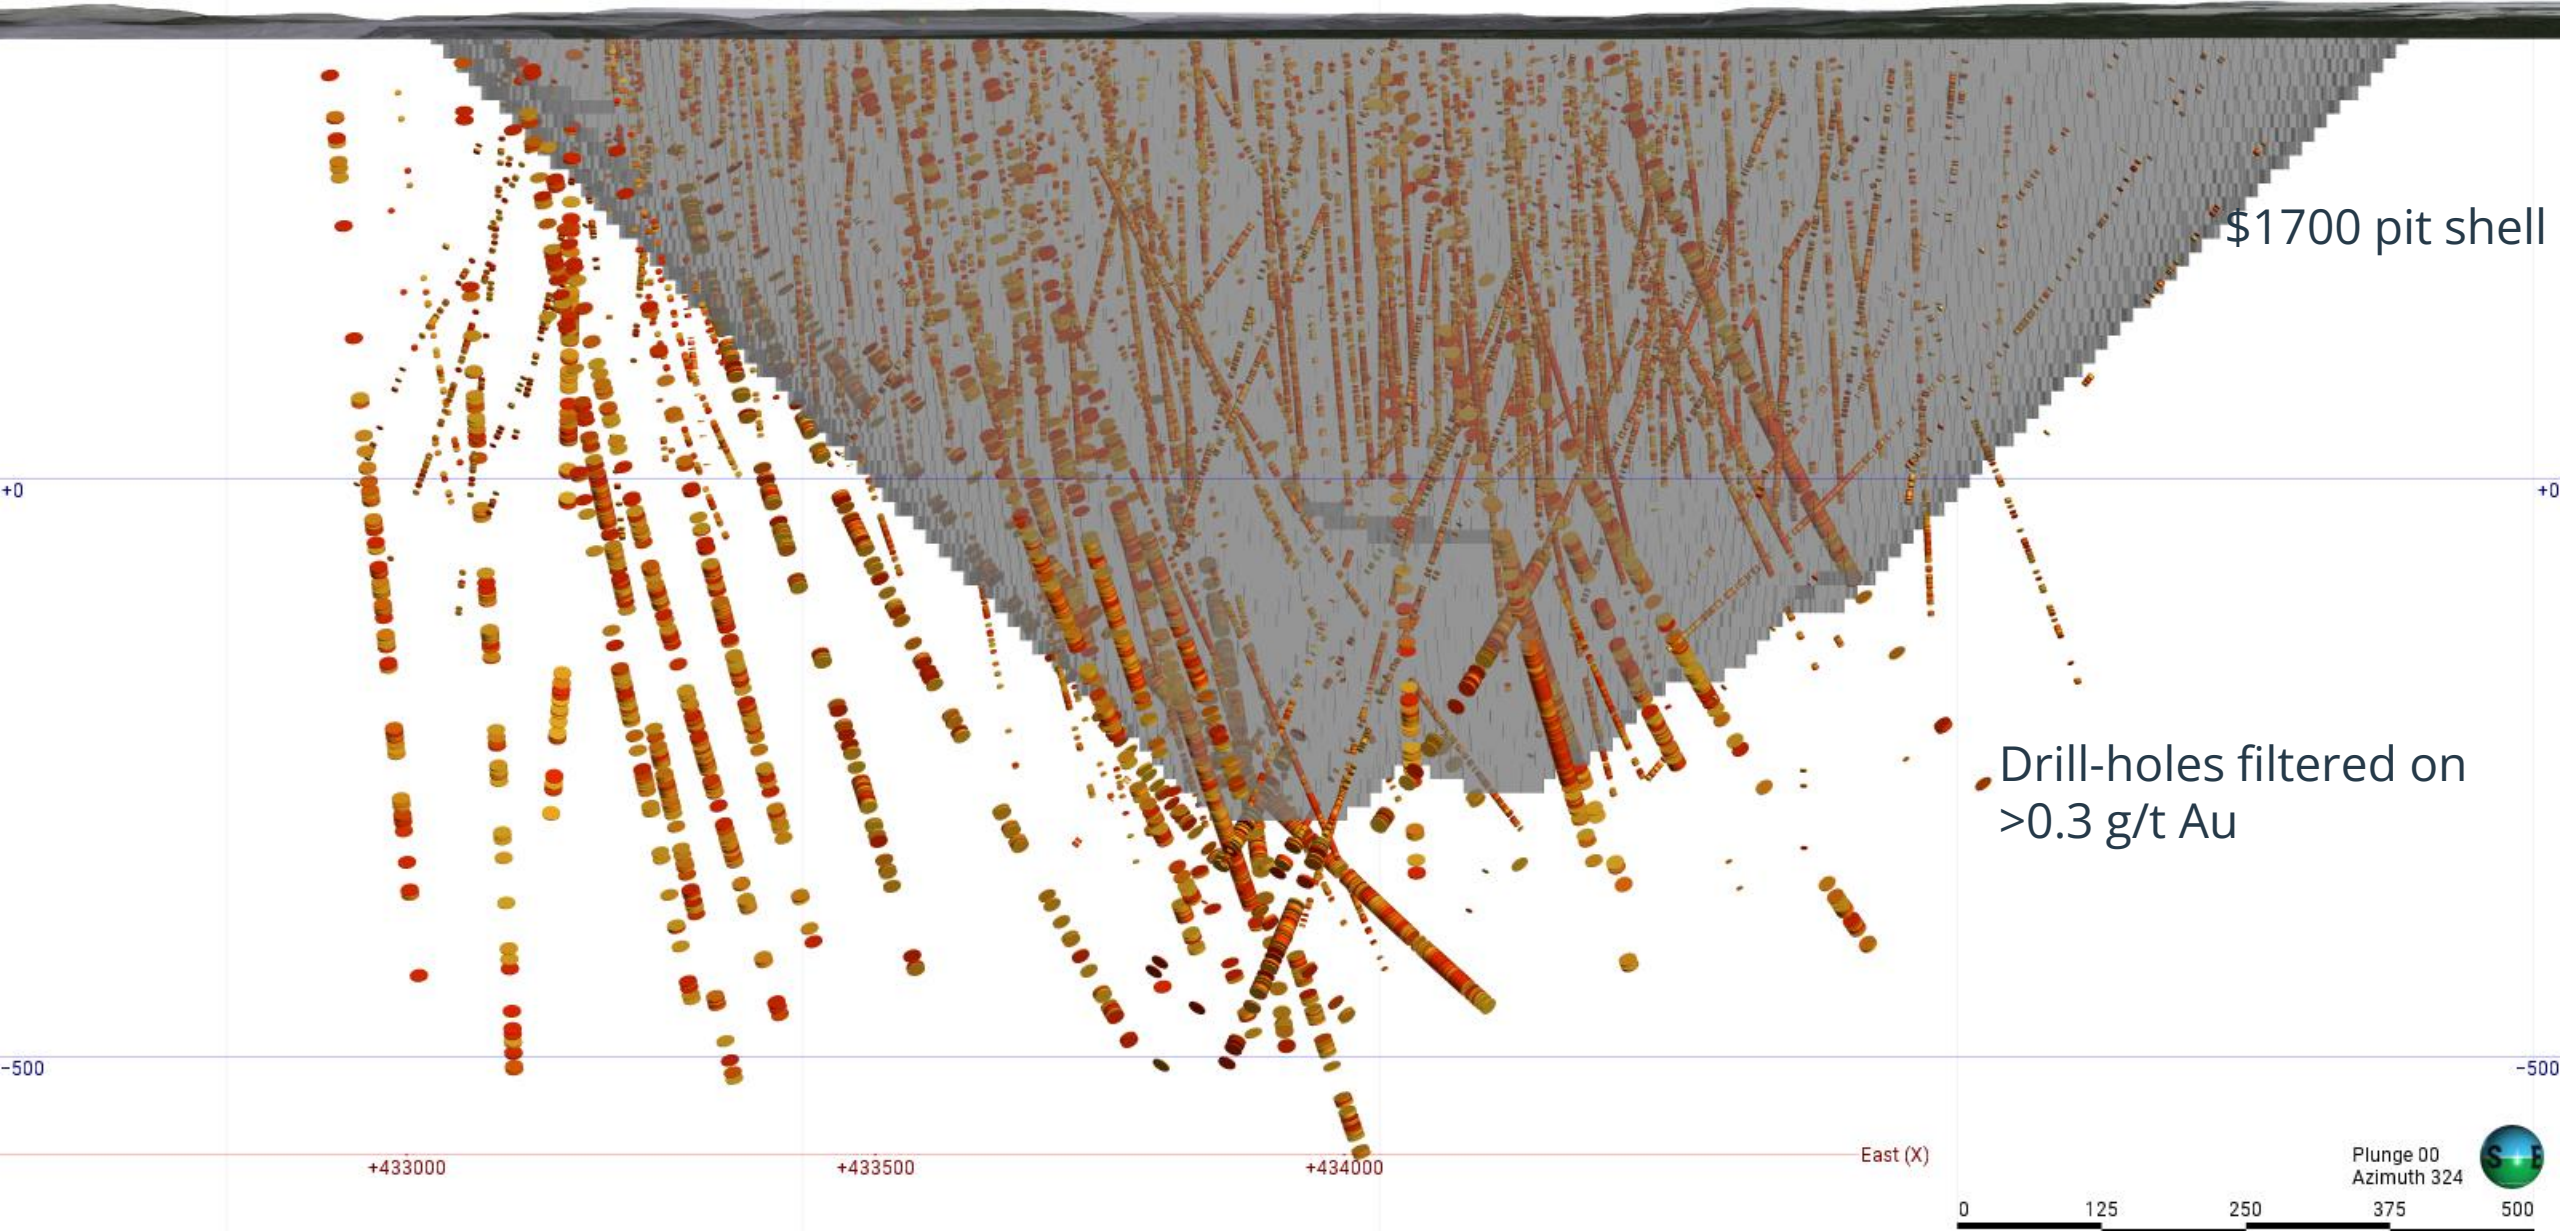 $1700 pit shell
+0
+0
Drill-holes filtered on
>0.3 g/t Au
-500
-500
+433000
+433500
+434000
East (X)
Plunge 00
Azimuth 324
S E
0 125 250 375 500